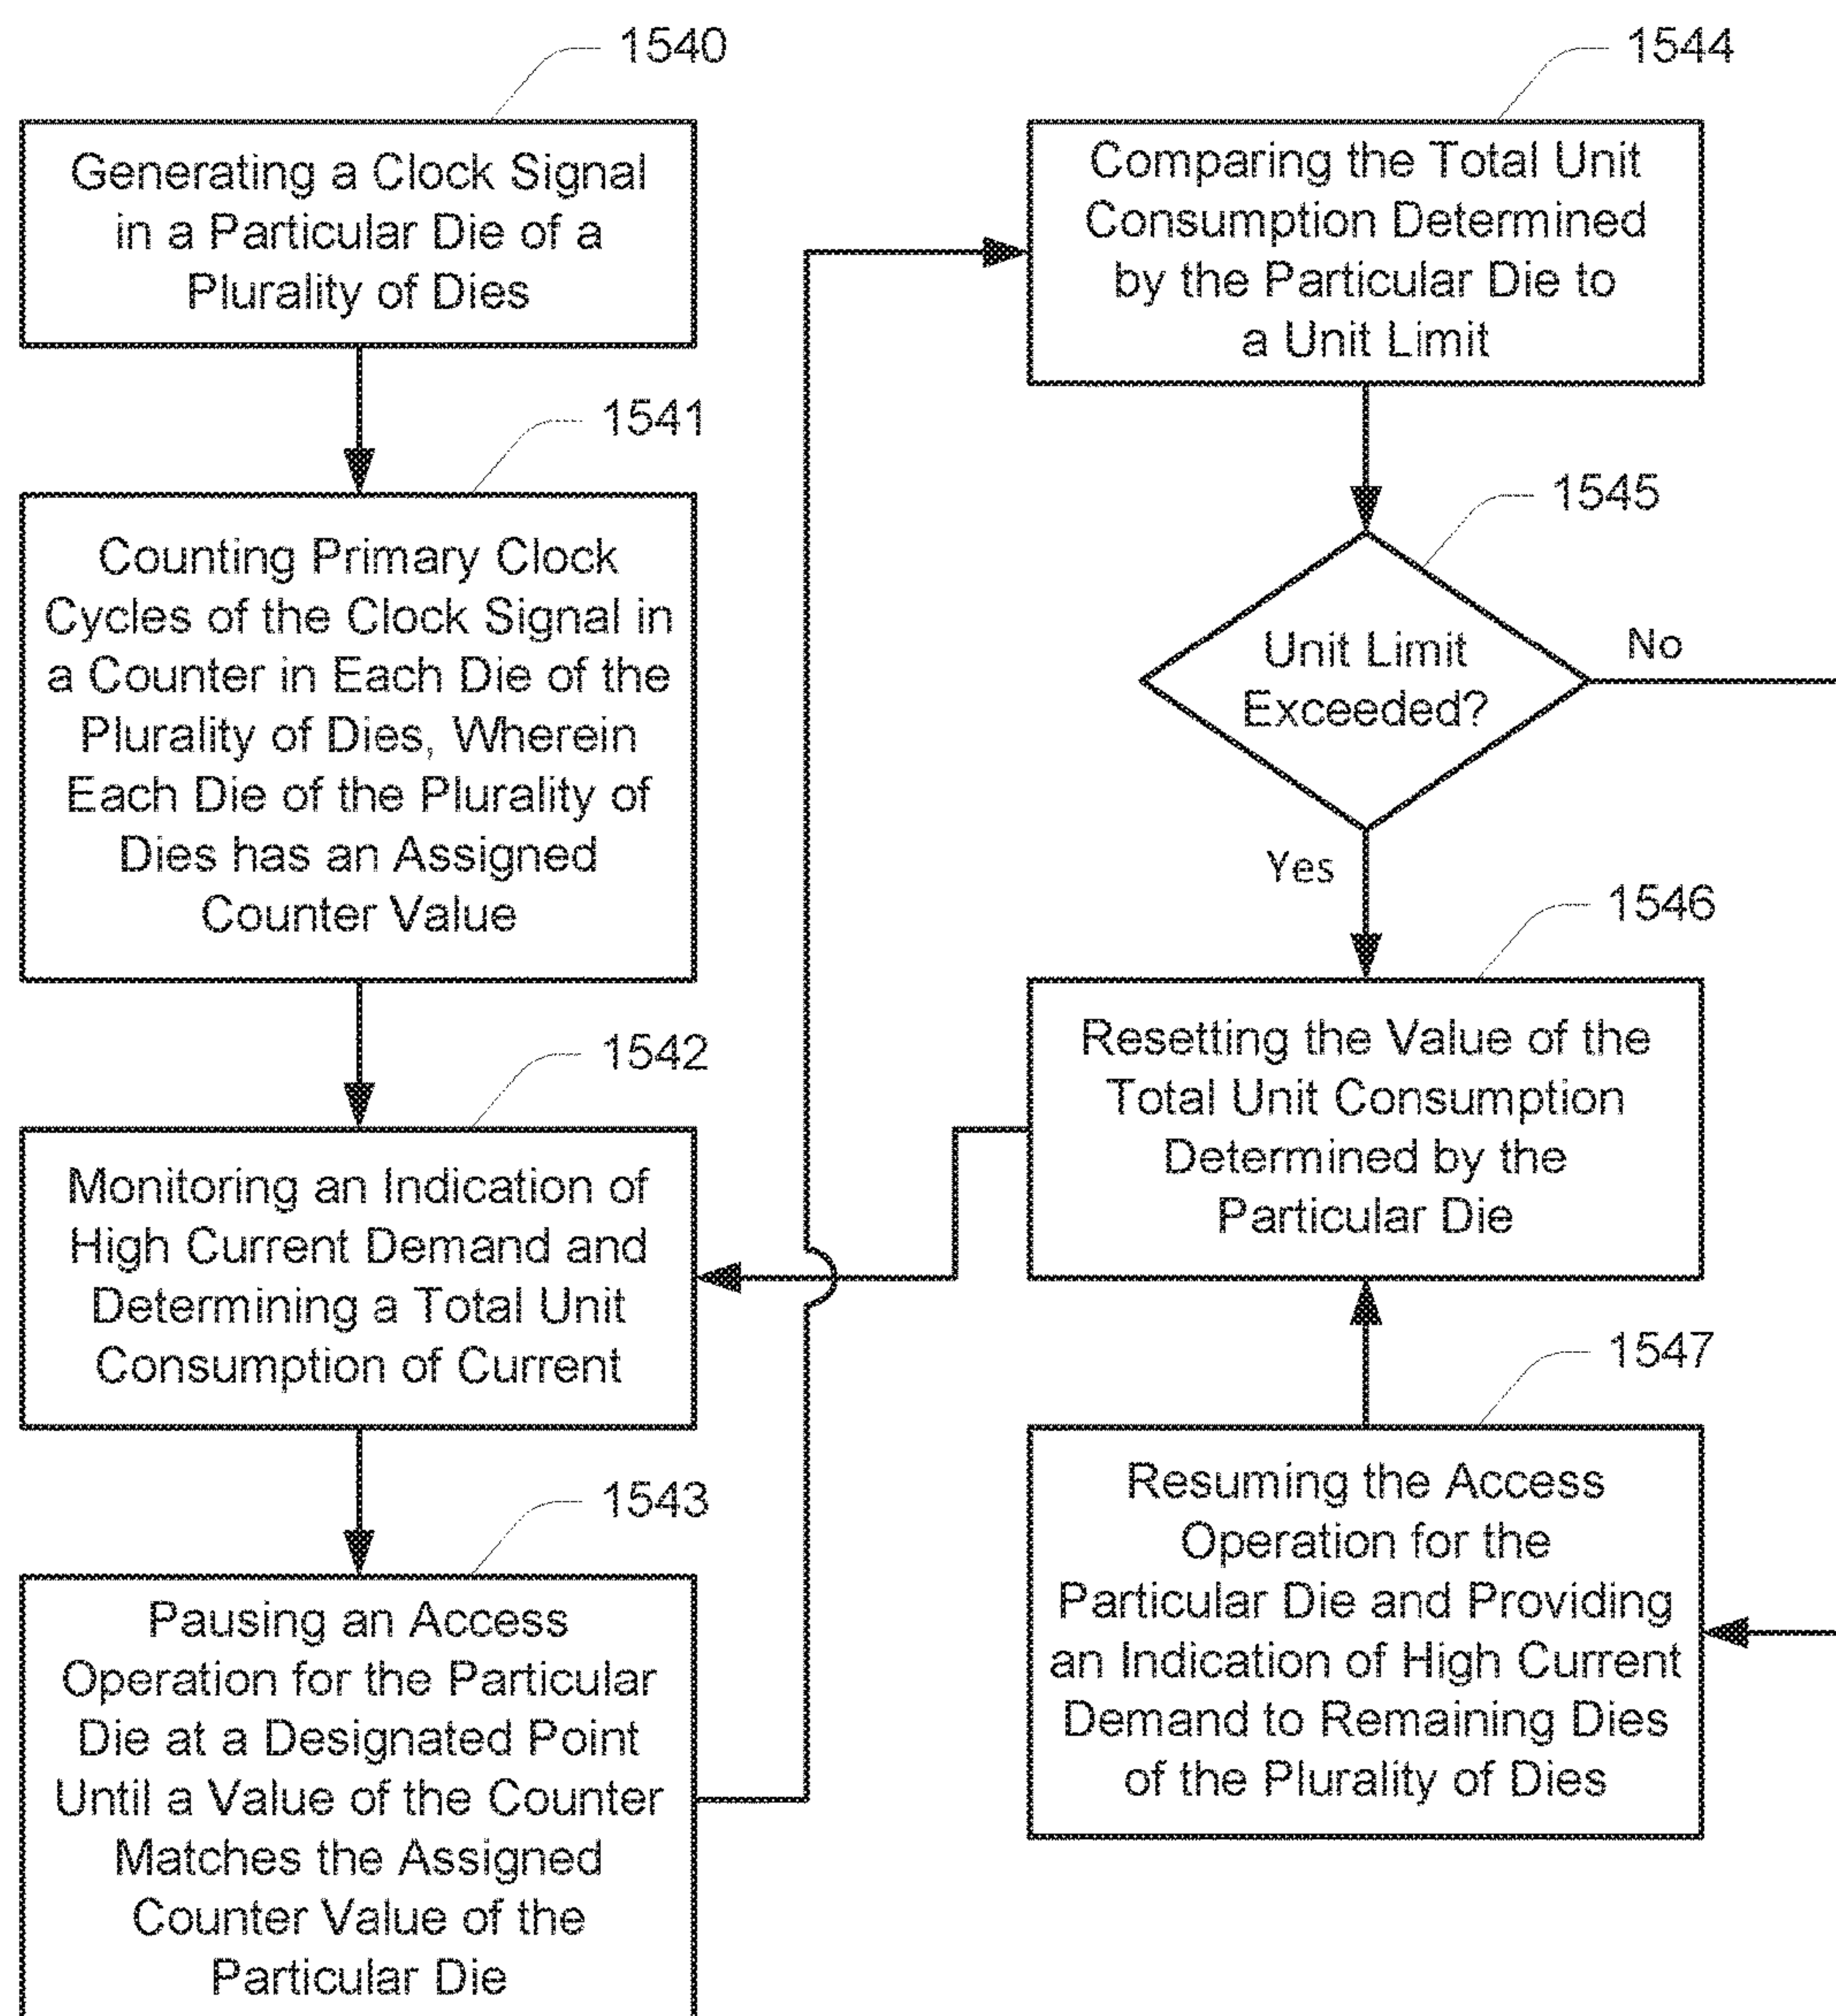 1540
Generating a Clock Signal
in a Particular Die of a
Plurality of Dies
1541
Counting Primary Clock
Cycles of the Clock Signal in
a Counter in Each Die of the
Plurality of Dies, Wherein
Each Die of the Plurality of
Dies has an Assigned
Counter Value
1542
Monitoring an Indication of
High Current Demand and
Determining a Total Unit
Consumption of Current
1543
Pausing an Access
Operation for the Particular
Die at a Designated Point
Until a Value of the Counter
Matches the Assigned
Counter Value of the
Particular Die
1544
Comparing the Total Unit
Consumption Determined
by the Particular Die to
a Unit Limit
1545
Unit Limit
Exceeded?
No
Yes
1546
Resetting the Value of the
Total Unit Consumption
Determined by the
Particular Die
1547
Resuming the Access
Operation for the
Particular Die and Providing
an Indication of High Current
Demand to Remaining Dies
of the Plurality of Dies